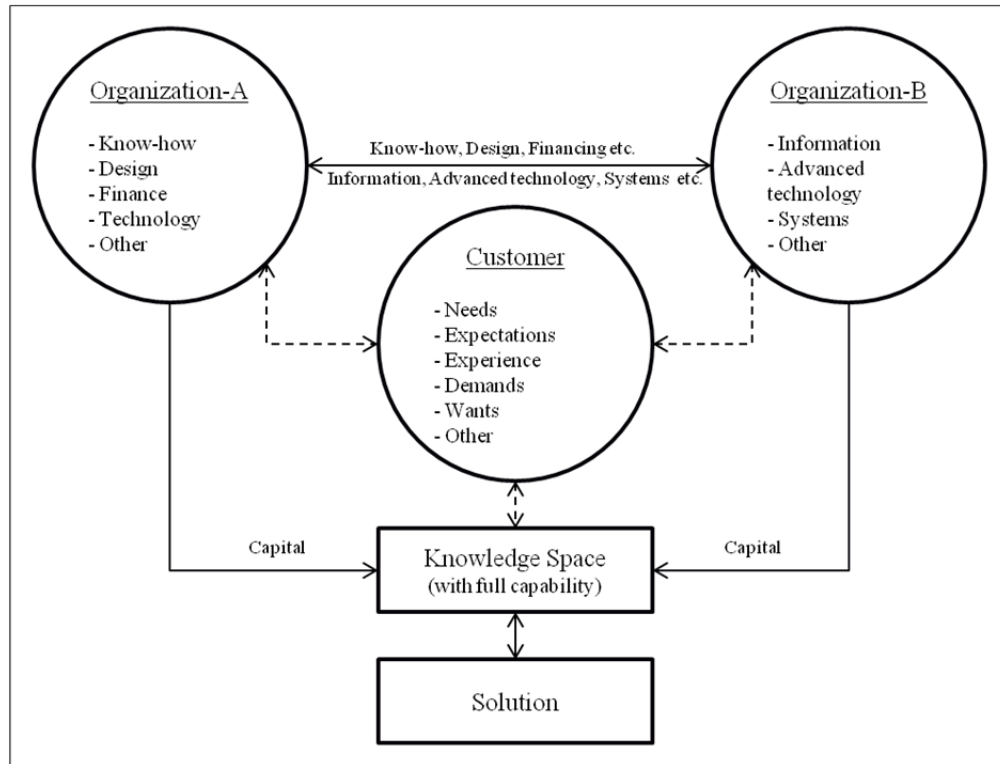 Organization-A
- Know-how
- Design
- Finance
- Technology
- Other
Know-how, Design, Financing etc.
Information, Advanced technology, Systems etc.
Organization-B
- Information
- Advanced
technology
- Systems
- Other
Customer
- Needs
- Expectations
- Experience
- Demands
- Wants
- Other
Capital
Knowledge Space
(with full capability)
Capital
Solution